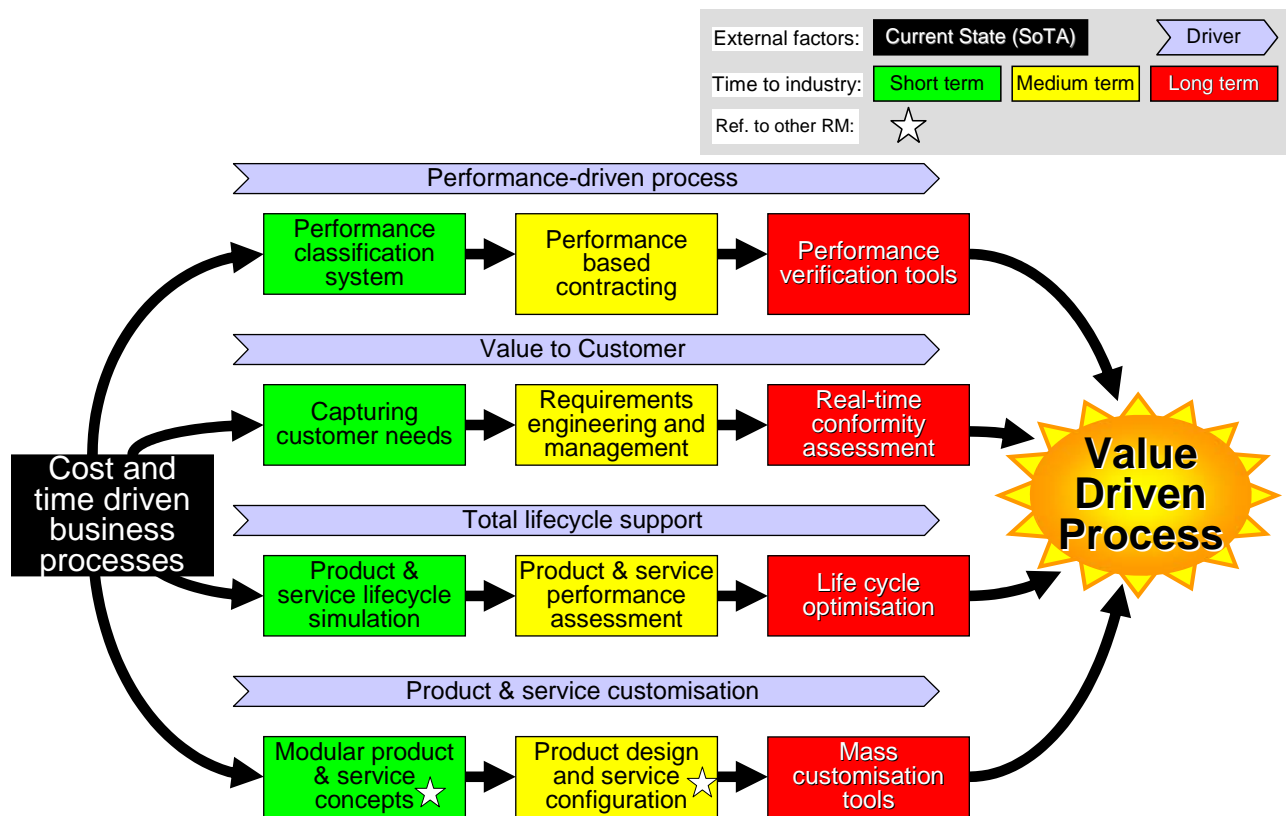 External factors: Current State (SoTA) Driver
Time to industry: Short term Medium term Long term
Ref. to other RM:
Performance-driven process
Performance
classification
system
Performance
based
contracting
Performance
verification tools
Value to Customer
Capturing
customer needs
Requirements
engineering and
management
Real-time
conformity
assessment
Cost and
time driven
business
processes
Value
Driven
Process
Total lifecycle support
Product &
service lifecycle
simulation
Product & service
performance
assessment
Life cycle
optimisation
Product & service customisation
Modular product
& service
concepts
Product design
and service
configuration
Mass
customisation
tools